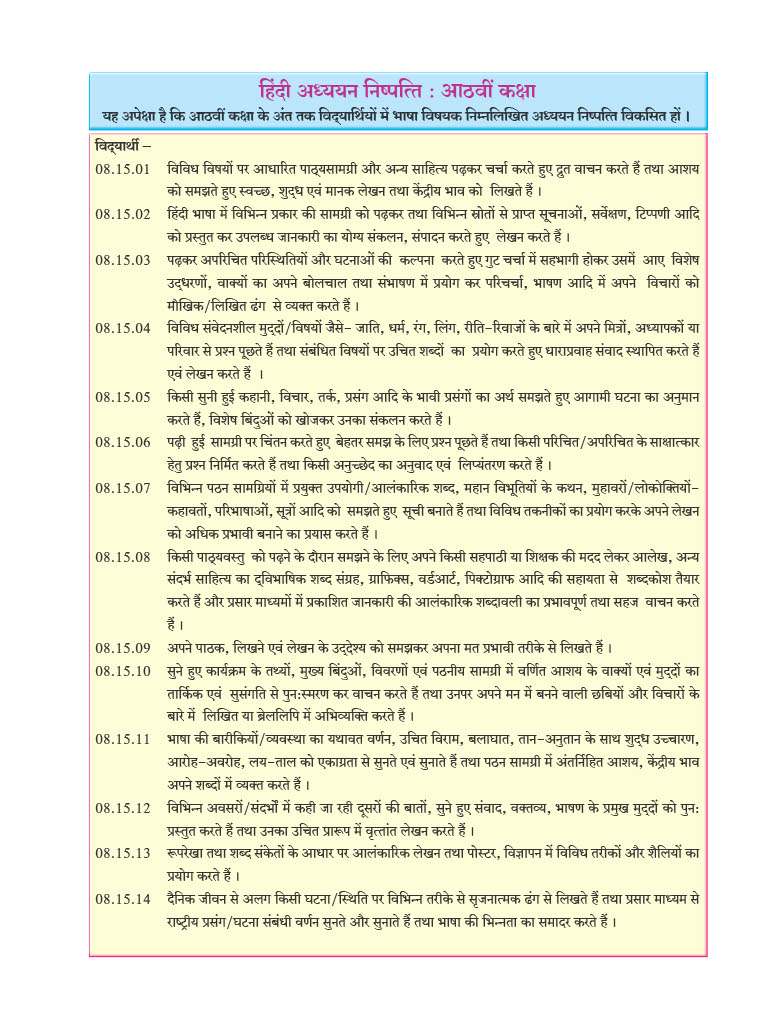 हिंदी अध्ययन निष्पत्ति : आठवीं कक्षा
यह अपेक्षा है कि आठवीं कक्षा के अंत तक विद्यार्थियों में भाषा विषयक निम्नलिखित अध्ययन निष्पत्ति विकसित हों ।
विद्यार्थी –
08.15.01 विविध विषयों पर आधारित पाठ्यसामग्री और अन्य साहित्य पढ़कर चर्चा करते हुए द्रुत वाचन करते हैं तथा आशय
को समझते हुए स्वच्छ, शुद्ध एवं मानक लेखन तथा केंद्रीय भाव को लिखते हैं ।
08.15.02 हिंदी भाषा में विभिन्न प्रकार की सामग्री को पढ़कर तथा विभिन्न स्रोतों से प्राप्त सूचनाओं, सर्वेक्षण, टिप्पणी आदि
को प्रस्तुत कर उपलब्ध जानकारी का योग्य संकलन, संपादन करते हुए लेखन करते हैं ।
08.15.03 पढ़कर अपरिचित परिस्थितियों और घटनाओं की कल्पना करते हुए गुट चर्चा में सहभागी होकर उसमें आए विशेष
उद्धरणों, वाक्यों का अपने बोलचाल तथा संभाषण में प्रयोग कर परिचर्चा, भाषण आदि में अपने विचारों को
मौखिक/लिखित ढंग से व्यक्त करते हैं ।
08.15.04 विविध संवेदनशील मुद्दों/विषयों जैसे- जाति, धर्म, रंग, लिंग, रीति-रिवाजों के बारे में अपने मित्रों, अध्यापकों या
परिवार से प्रश्न पूछते हैं तथा संबंधित विषयों पर उचित शब्दों का प्रयोग करते हुए धाराप्रवाह संवाद स्थापित करते हैं
एवं लेखन करते हैं ।
08.15.05 किसी सुनी हुई कहानी, विचार, तर्क, प्रसंग आदि के भावी प्रसंगों का अर्थ समझते हुए आगामी घटना का अनुमान
करते हैं, विशेष बिंदुओं को खोजकर उनका संकलन करते हैं ।
08.15.06 पढ़ी हुई सामग्री पर चिंतन करते हुए बेहतर समझ के लिए प्रश्न पूछते हैं तथा किसी परिचित/अपरिचित के साक्षात्कार
हेतु प्रश्न निर्मित करते हैं तथा किसी अनुच्छेद का अनुवाद एवं लिप्यंतरण करते हैं ।
08.15.07 विभिन्न पठन सामग्रियों में प्रयुक्त उपयोगी/आलंकारिक शब्द, महान विभूतियों के कथन, मुहावरों/लोकोक्तियों-
कहावतों, परिभाषाओं, सूत्रों आदि को समझते हुए सूची बनाते हैं तथा विविध तकनीकों का प्रयोग करके अपने लेखन
को अधिक प्रभावी बनाने का प्रयास करते हैं ।
08.15.08 किसी पाठ्यवस्तु को पढ़ने के दौरान समझने के लिए अपने किसी सहपाठी या शिक्षक की मदद लेकर आलेख, अन्य
संदर्भ साहित्य का द्विभाषिक शब्द संग्रह, ग्राफिक्स, वर्डआर्ट, पिक्टोग्राफ आदि की सहायता से शब्दकोश तैयार
करते हैं और प्रसार माध्यमों में प्रकाशित जानकारी की आलंकारिक शब्दावली का प्रभावपूर्ण तथा सहज वाचन करते
हैं ।
08.15.09 अपने पाठक, लिखने एवं लेखन के उद्देश्य को समझकर अपना मत प्रभावी तरीके से लिखते हैं ।
08.15.10 सुने हुए कार्यक्रम के तथ्यों, मुख्य बिंदुओं, विवरणों एवं पठनीय सामग्री में वर्णित आशय के वाक्यों एवं मुद्दों का
तार्किक एवं सुसंगति से पुन:स्मरण कर वाचन करते हैं तथा उनपर अपने मन में बनने वाली छबियों और विचारों के
बारे में लिखित या ब्रेललिपि में अभिव्यक्ति करते हैं ।
08.15.11 भाषा की बारीकियों/व्यवस्था का यथावत वर्णन, उचित विराम, बलाघात, तान-अनुतान के साथ शुद्ध उच्चारण,
आरोह-अवरोह, लय-ताल को एकाग्रता से सुनते एवं सुनाते हैं तथा पठन सामग्री में अंतर्निहित आशय, केंद्रीय भाव
अपने शब्दों में व्यक्त करते हैं ।
08.15.12 विभिन्न अवसरों/संदर्भों में कही जा रही दूसरों की बातों, सुने हुए संवाद, वक्तव्य, भाषण के प्रमुख मुद्दों को पुन:
प्रस्तुत करते हैं तथा उनका उचित प्रारूप में वृत्तांत लेखन करते हैं ।
08.15.13 रूपरेखा तथा शब्द संकेतों के आधार पर आलंकारिक लेखन तथा पोस्टर, विज्ञापन में विविध तरीकों और शैलियों का
प्रयोग करते हैं ।
08.15.14 दैनिक जीवन से अलग किसी घटना/स्थिति पर विभिन्न तरीके से सृजनात्मक ढंग से लिखते हैं तथा प्रसार माध्यम से
राष्ट्रीय प्रसंग/घटना संबंधी वर्णन सुनते और सुनाते हैं तथा भाषा की भिन्नता का समादर करते हैं ।